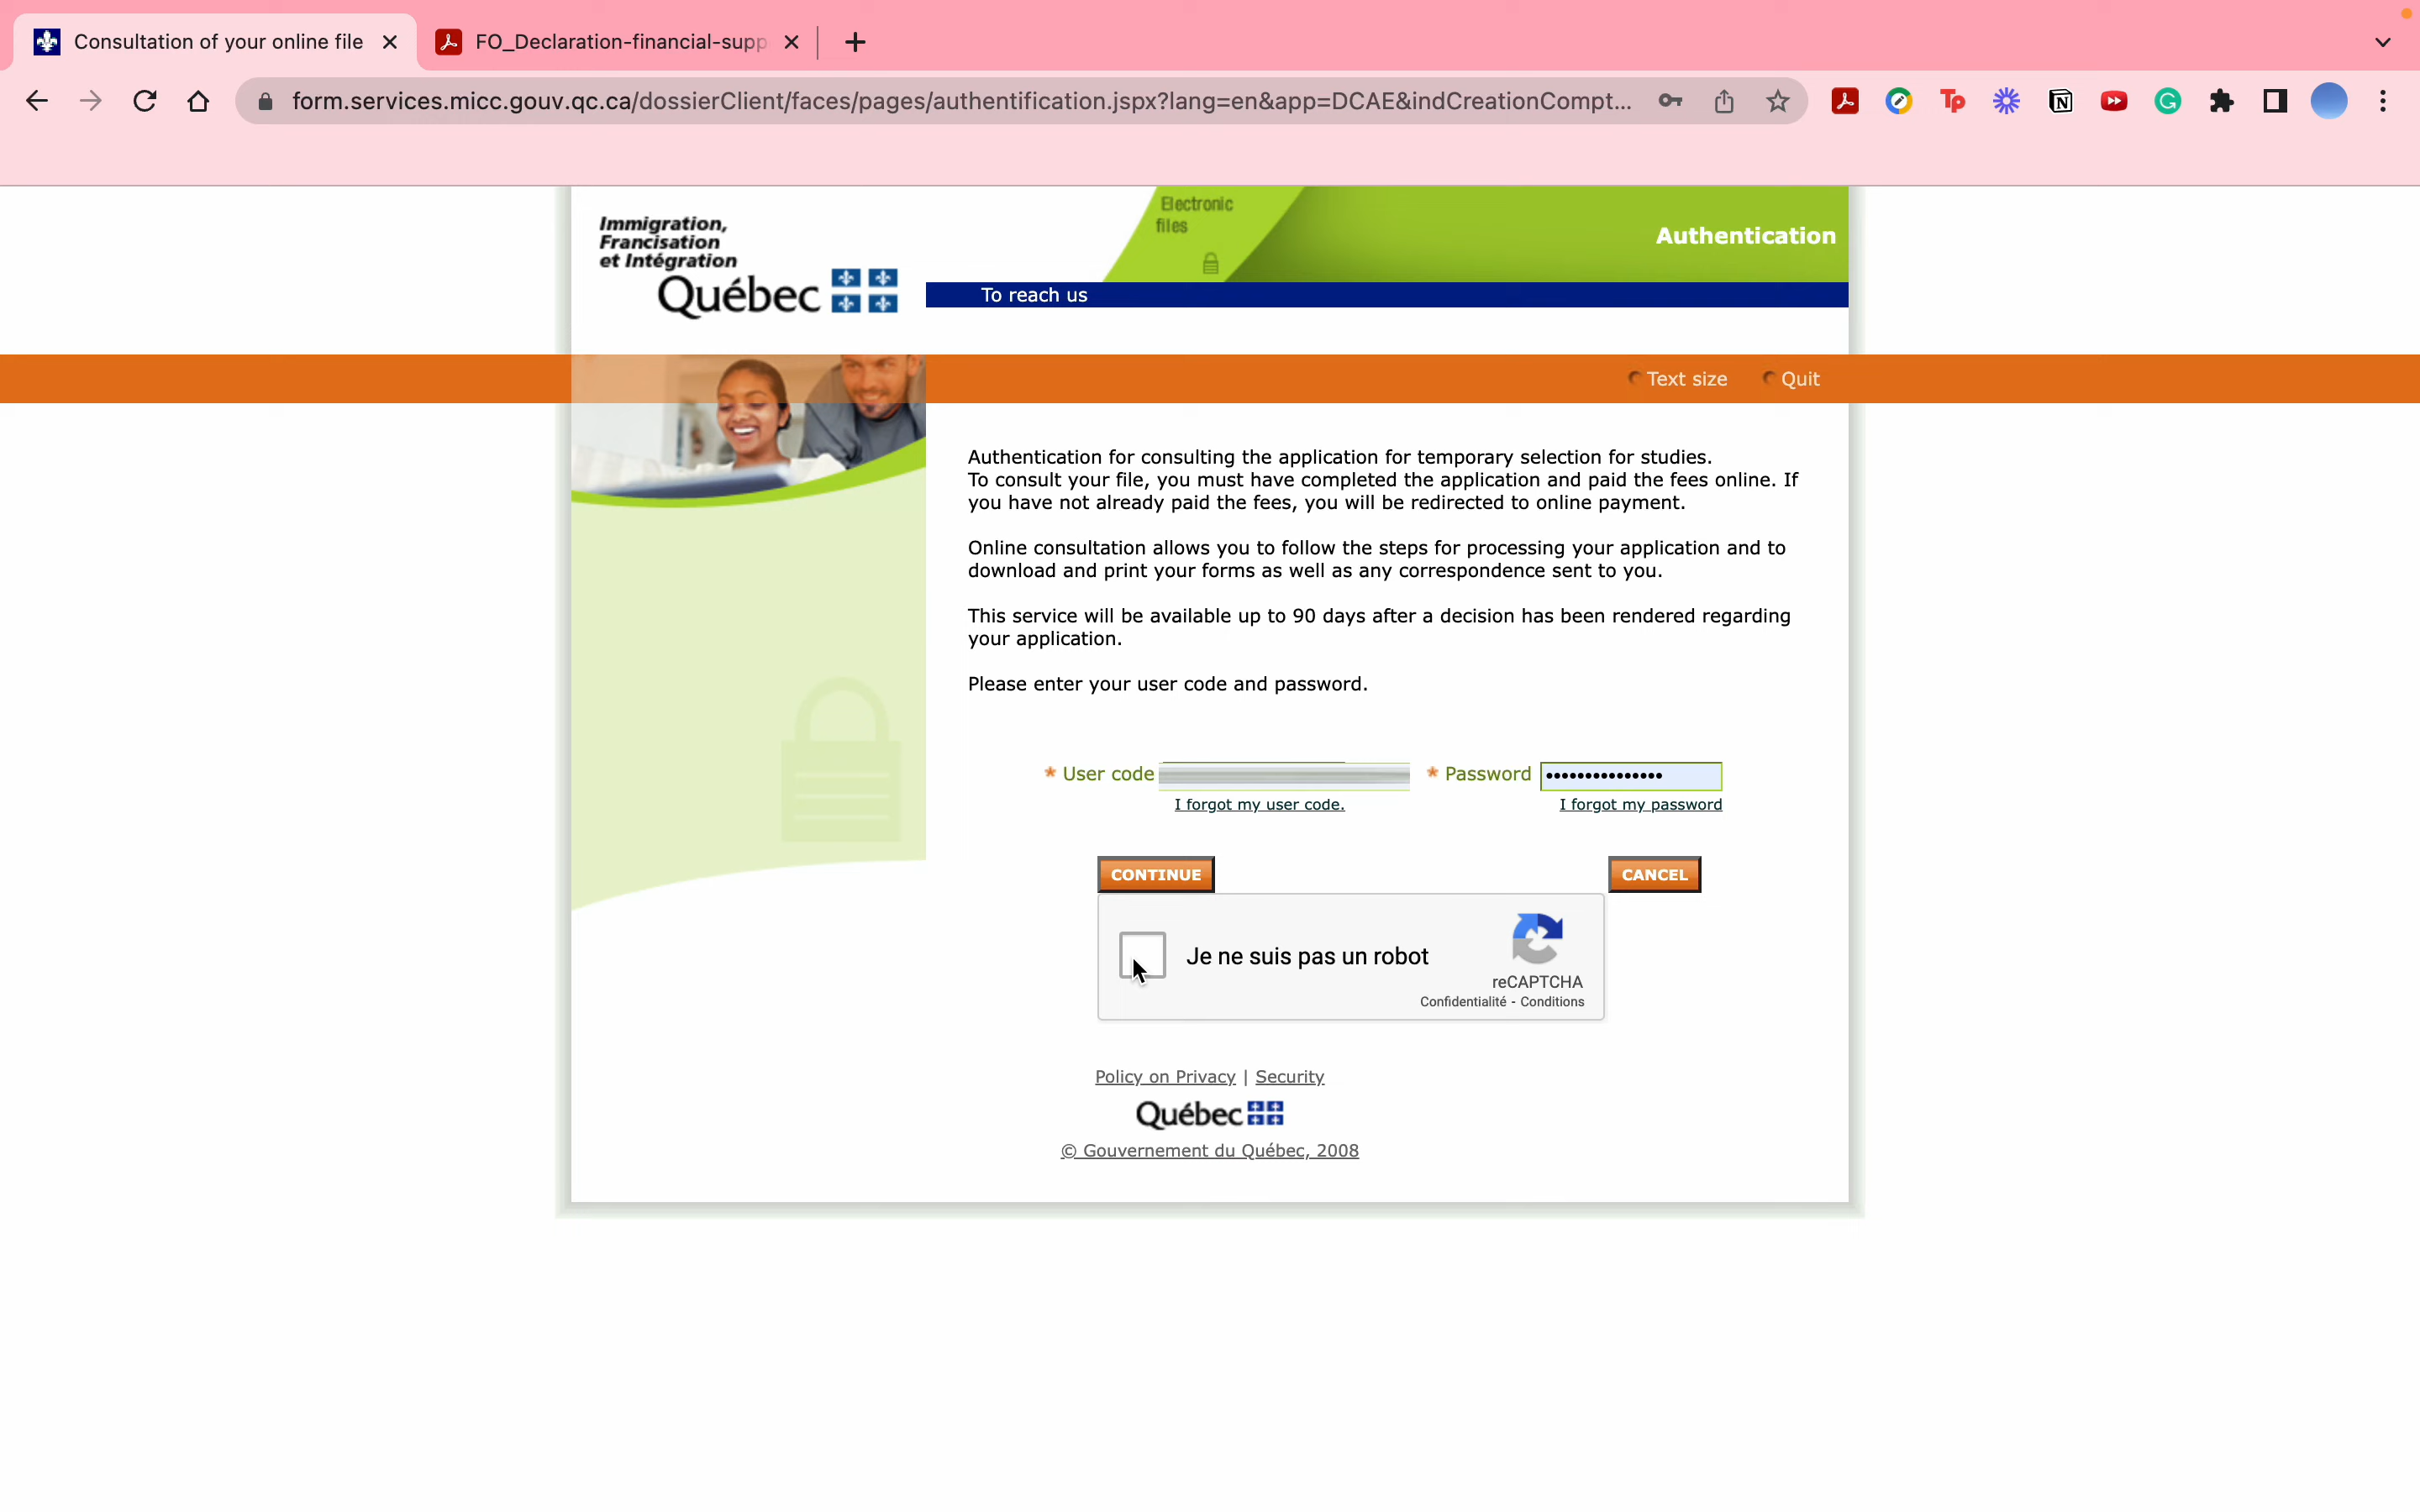 Consultation of your online file
FO_Declaration-financial-supp
form.services.micc.gouv.qc.ca/dossierClient/faces/pages/authentification.jspx?lang=en&app=DCAE&indCreationCompt...
Immigration,
Francisation
et Intégration
Québec
Electronic
files
Authentication
To reach us
Text size
Quit
Authentication for consulting the application for temporary selection for studies.
To consult your file, you must have completed the application and paid the fees online. If
you have not already paid the fees, you will be redirected to online payment.
Online consultation allows you to follow the steps for processing your application and to
download and print your forms as well as any correspondence sent to you.
This service will be available up to 90 days after a decision has been rendered regarding
your application.
Please enter your user code and password.
* User code * Password •••••••••••••••
I forgot my user code. I forgot my password
CONTINUE CANCEL
Je ne suis pas un robot
reCAPTCHA
Confidentialité - Conditions
Policy on Privacy | Security
Québec
© Gouvernement du Québec, 2008